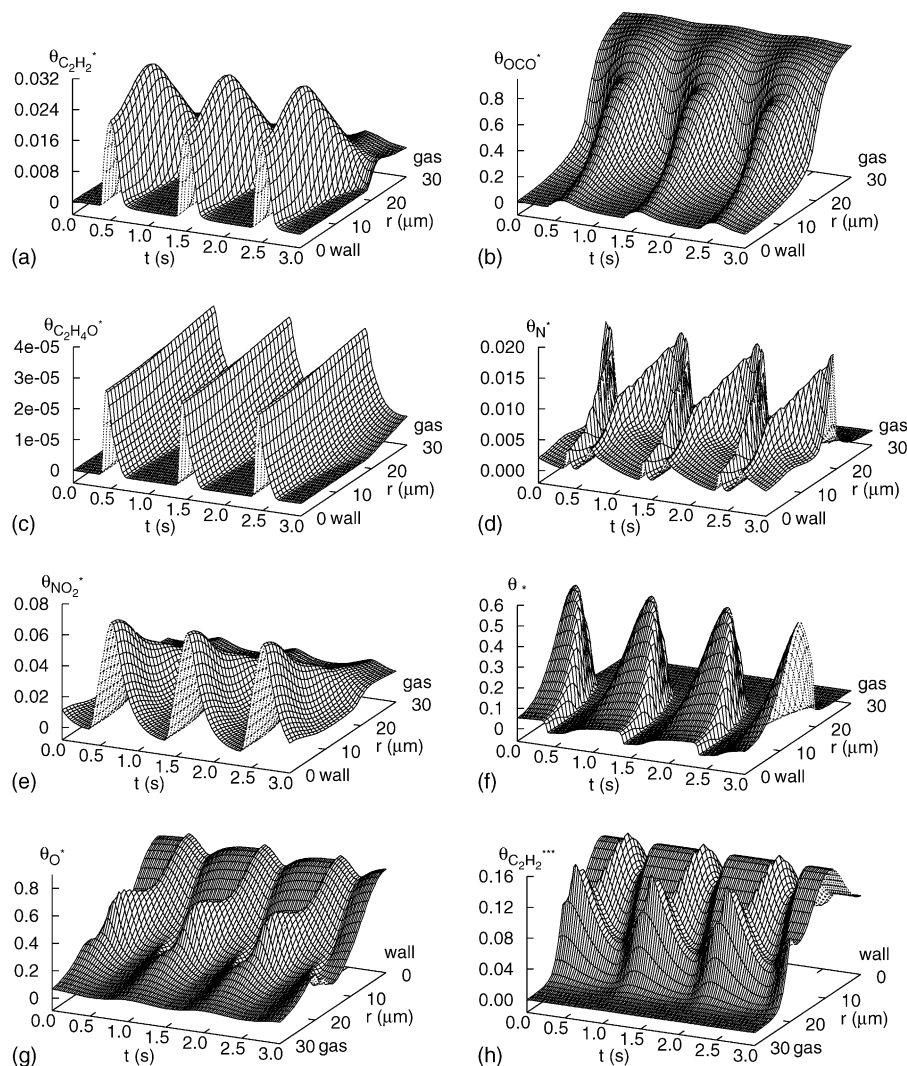 θC2H2*
0.032
0.024
0.016
0.008
0
0.0
0.5
1.0
1.5
2.0
2.5
3.0
t (s)
0 wall
10
20
30
r (μm)
gas
(a)
θOCO*
0.8
0.6
0.4
0.2
0
0.0
0.5
1.0
1.5
2.0
2.5
3.0
t (s)
0 wall
10
20
30
r (μm)
gas
(b)
θC2H4O*
4e-05
3e-05
2e-05
1e-05
0
0.0
0.5
1.0
1.5
2.0
2.5
3.0
t (s)
0 wall
10
20
30
r (μm)
gas
(c)
θN*
0.020
0.015
0.010
0.005
0.000
0.0
0.5
1.0
1.5
2.0
2.5
3.0
t (s)
0 wall
10
20
30
r (μm)
gas
(d)
θNO2*
0.08
0.06
0.04
0.02
0
0.0
0.5
1.0
1.5
2.0
2.5
3.0
t (s)
0 wall
10
20
30
r (μm)
gas
(e)
θ*
0.6
0.5
0.4
0.3
0.2
0.1
0
0.0
0.5
1.0
1.5
2.0
2.5
3.0
t (s)
0 wall
10
20
30
r (μm)
gas
(f)
θO*
0.8
0.6
0.4
0.2
0
0.0
0.5
1.0
1.5
2.0
2.5
3.0
t (s)
30 gas
20
10
0
r (μm)
wall
(g)
θC2H2***
0.16
0.12
0.08
0.04
0.00
0.0
0.5
1.0
1.5
2.0
2.5
3.0
t (s)
30 gas
20
10
0
r (μm)
wall
(h)